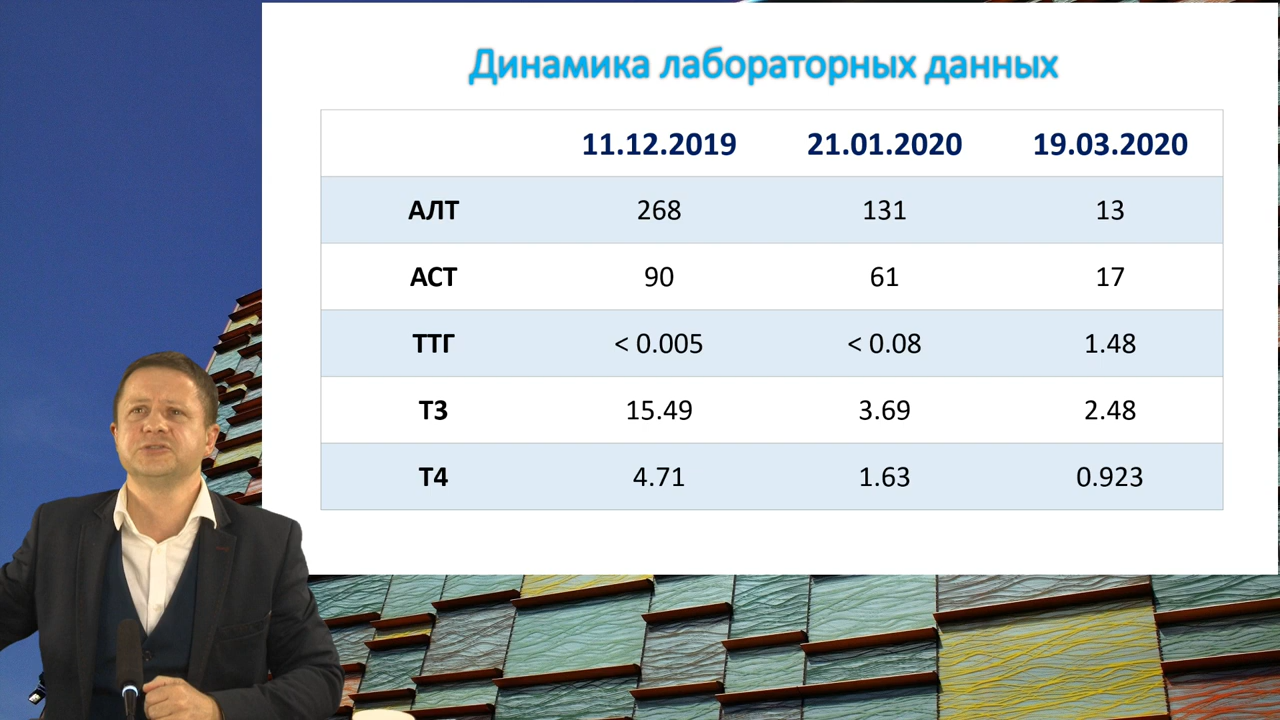 Динамика лабораторных данных
11.12.2019 21.01.2020 19.03.2020
АЛТ 268 131 13
АСТ 90 61 17
ТТГ < 0.005 < 0.08 1.48
Т3 15.49 3.69 2.48
Т4 4.71 1.63 0.923